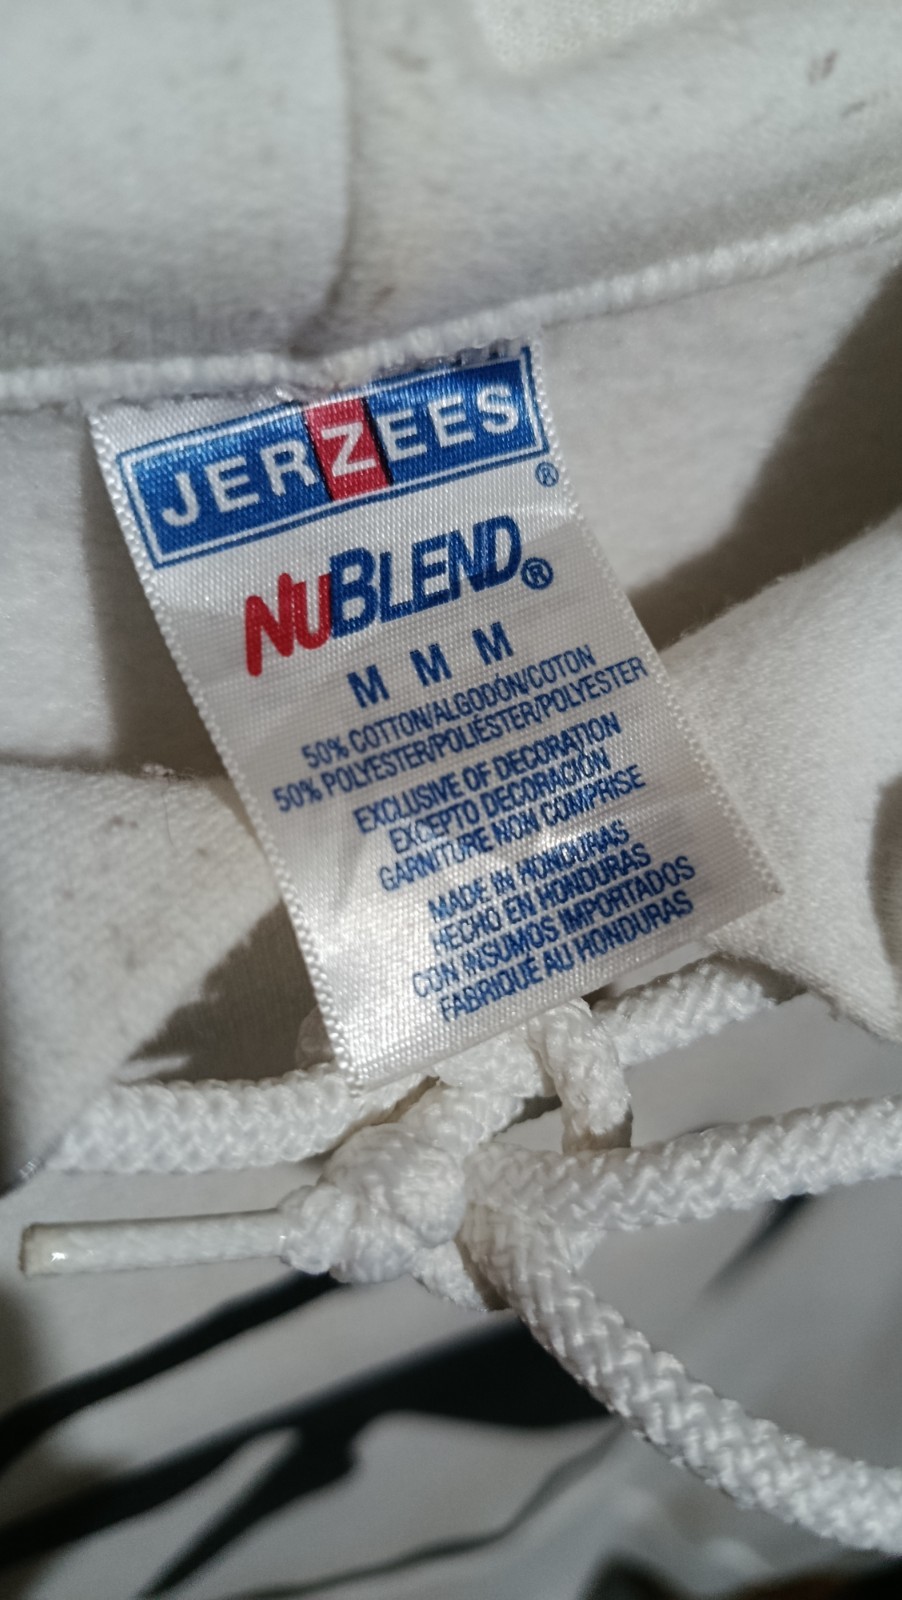 JERZEES®
NUBLEND®
M M M
50% COTTON/ALGODÓN/COTON
50% POLYESTER/POLIÉSTER/POLYESTER
EXCLUSIVE OF DECORATION
EXCEPTO DECORACIÓN
GARNITURE NON COMPRISE
MADE IN HONDURAS
HECHO EN HONDURAS
CON INSUMOS IMPORTADOS
FABRIQUE AU HONDURAS